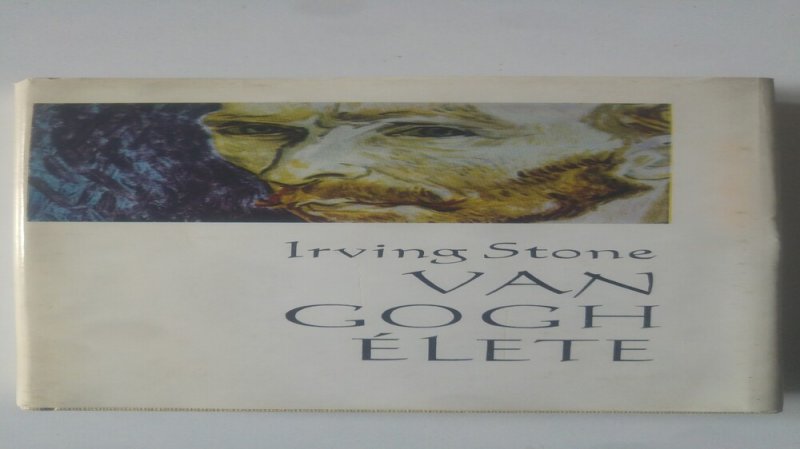 Irving Stone
VAN
GOGH
ÉLETE